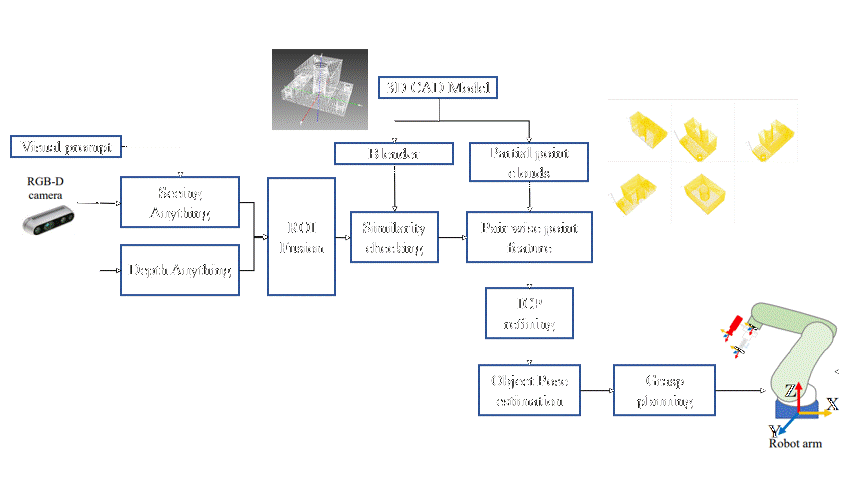 3D CAD Model
Visual prompt
Blender
Partial point
clouds
RGB-D
camera
Seeing
Anything
ROI
Fusion
Similarity
checking
Pair wise point
feature
Depth Anything
ICP
refining
Object Pose
estimation
Grasp
planning
Z
X
Y
Robot arm